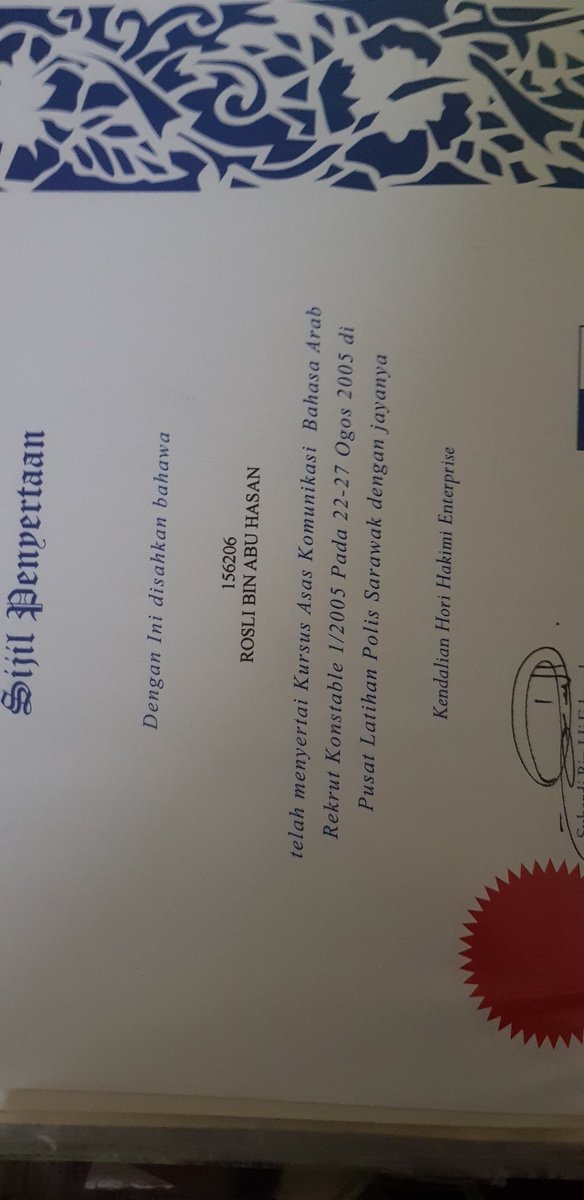 Sijil Penyertaan
Dengan Ini disahkan bahawa
156206
ROSLI BIN ABU HASAN
telah menyertai Kursus Asas Komunikasi Bahasa Arab
Rekrut Konstable 1/2005 Pada 22-27 Ogos 2005 di
Pusat Latihan Polis Sarawak dengan jayanya
Kendalian Hori Hakimi Enterprise